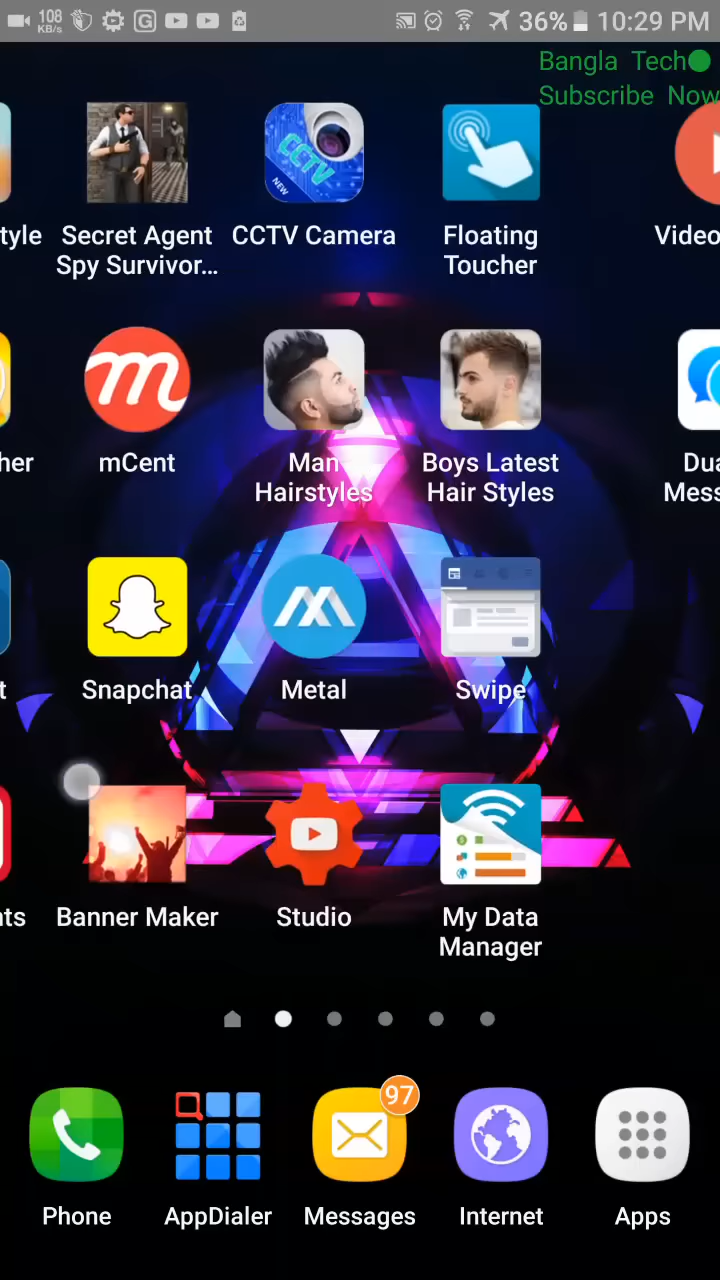 108
KB/s
G
36%
10:29 PM
Bangla Tech
Subscribe Now
tyle
Secret Agent
Spy Survivor...
CCTV
NEW
CCTV Camera
Floating
Toucher
Video
her
m
mCent
Man
Hairstyles
Boys Latest
Hair Styles
Dua
Mess
t
Snapchat
Metal
Swipe
nts
Banner Maker
Studio
My Data
Manager
97
Phone
AppDialer
Messages
Internet
Apps